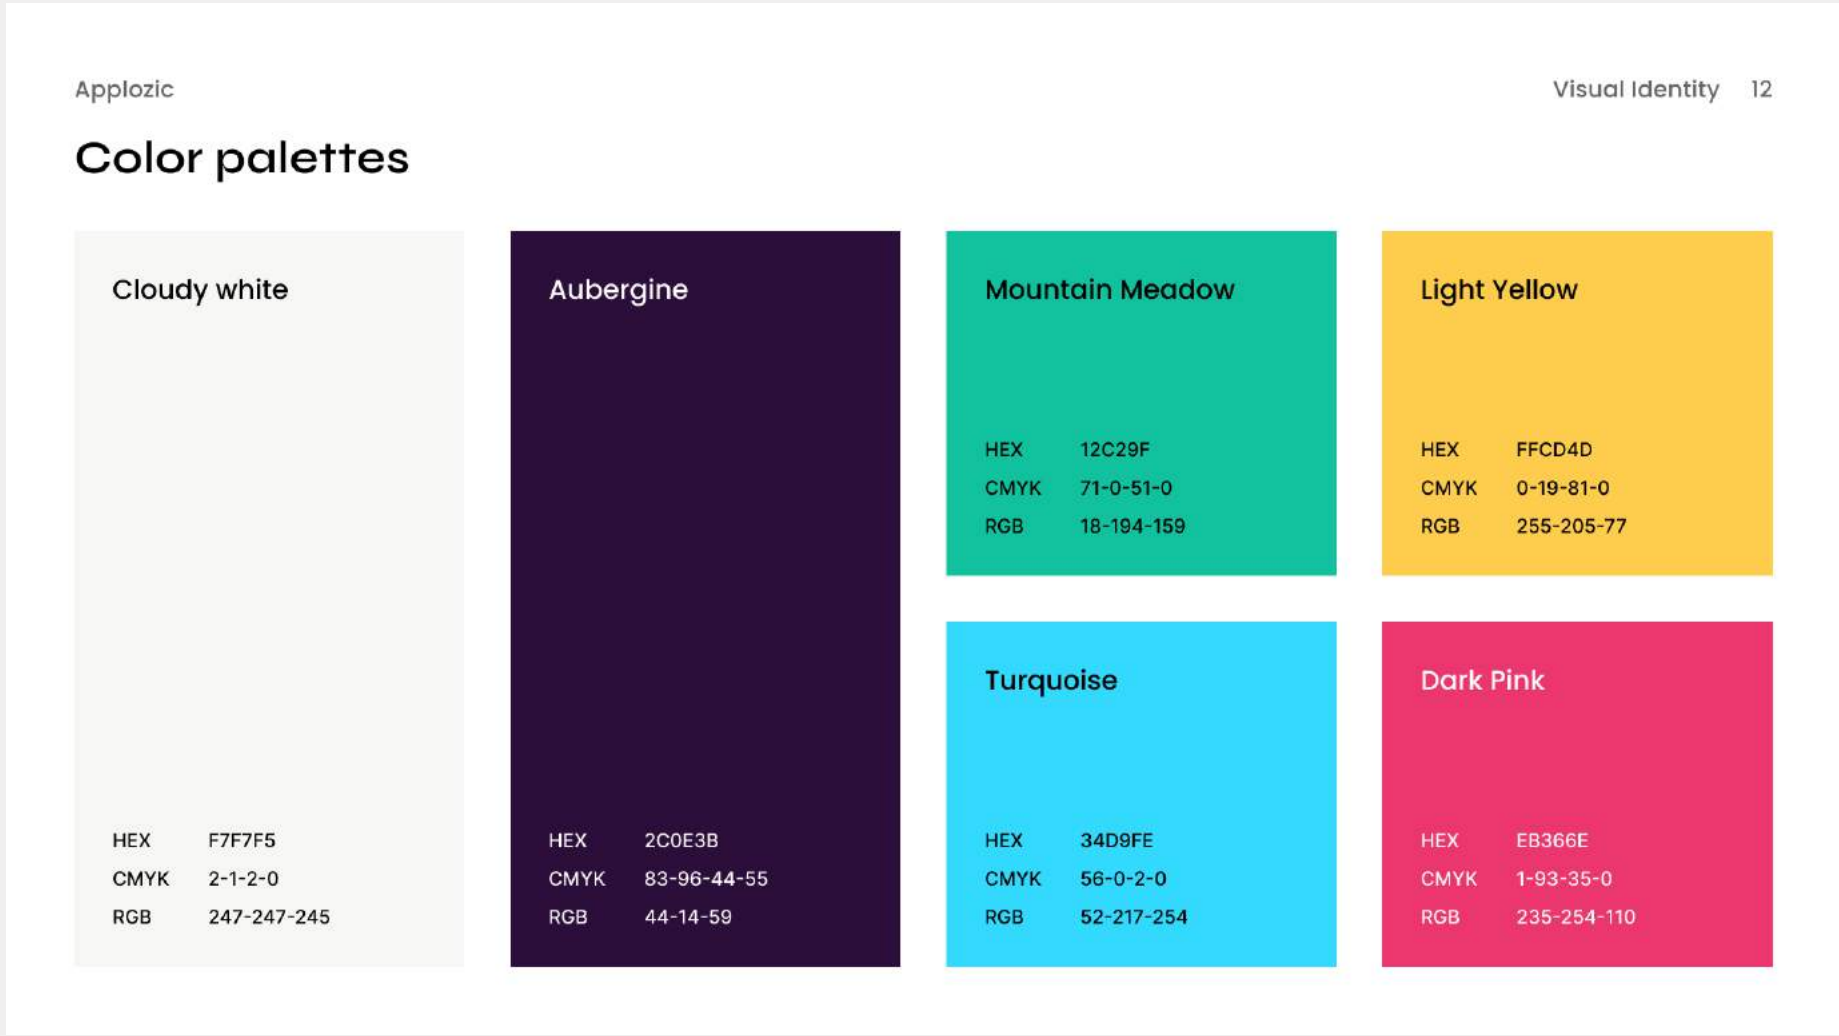 Applozic
Visual Identity 12
Color palettes
Cloudy white
HEX F7F7F5
CMYK 2-1-2-0
RGB 247-247-245
Aubergine
HEX 2C0E3B
CMYK 83-96-44-55
RGB 44-14-59
Mountain Meadow
HEX 12C29F
CMYK 71-0-51-0
RGB 18-194-159
Light Yellow
HEX FFCD4D
CMYK 0-19-81-0
RGB 255-205-77
Turquoise
HEX 34D9FE
CMYK 56-0-2-0
RGB 52-217-254
Dark Pink
HEX EB366E
CMYK 1-93-35-0
RGB 235-254-110